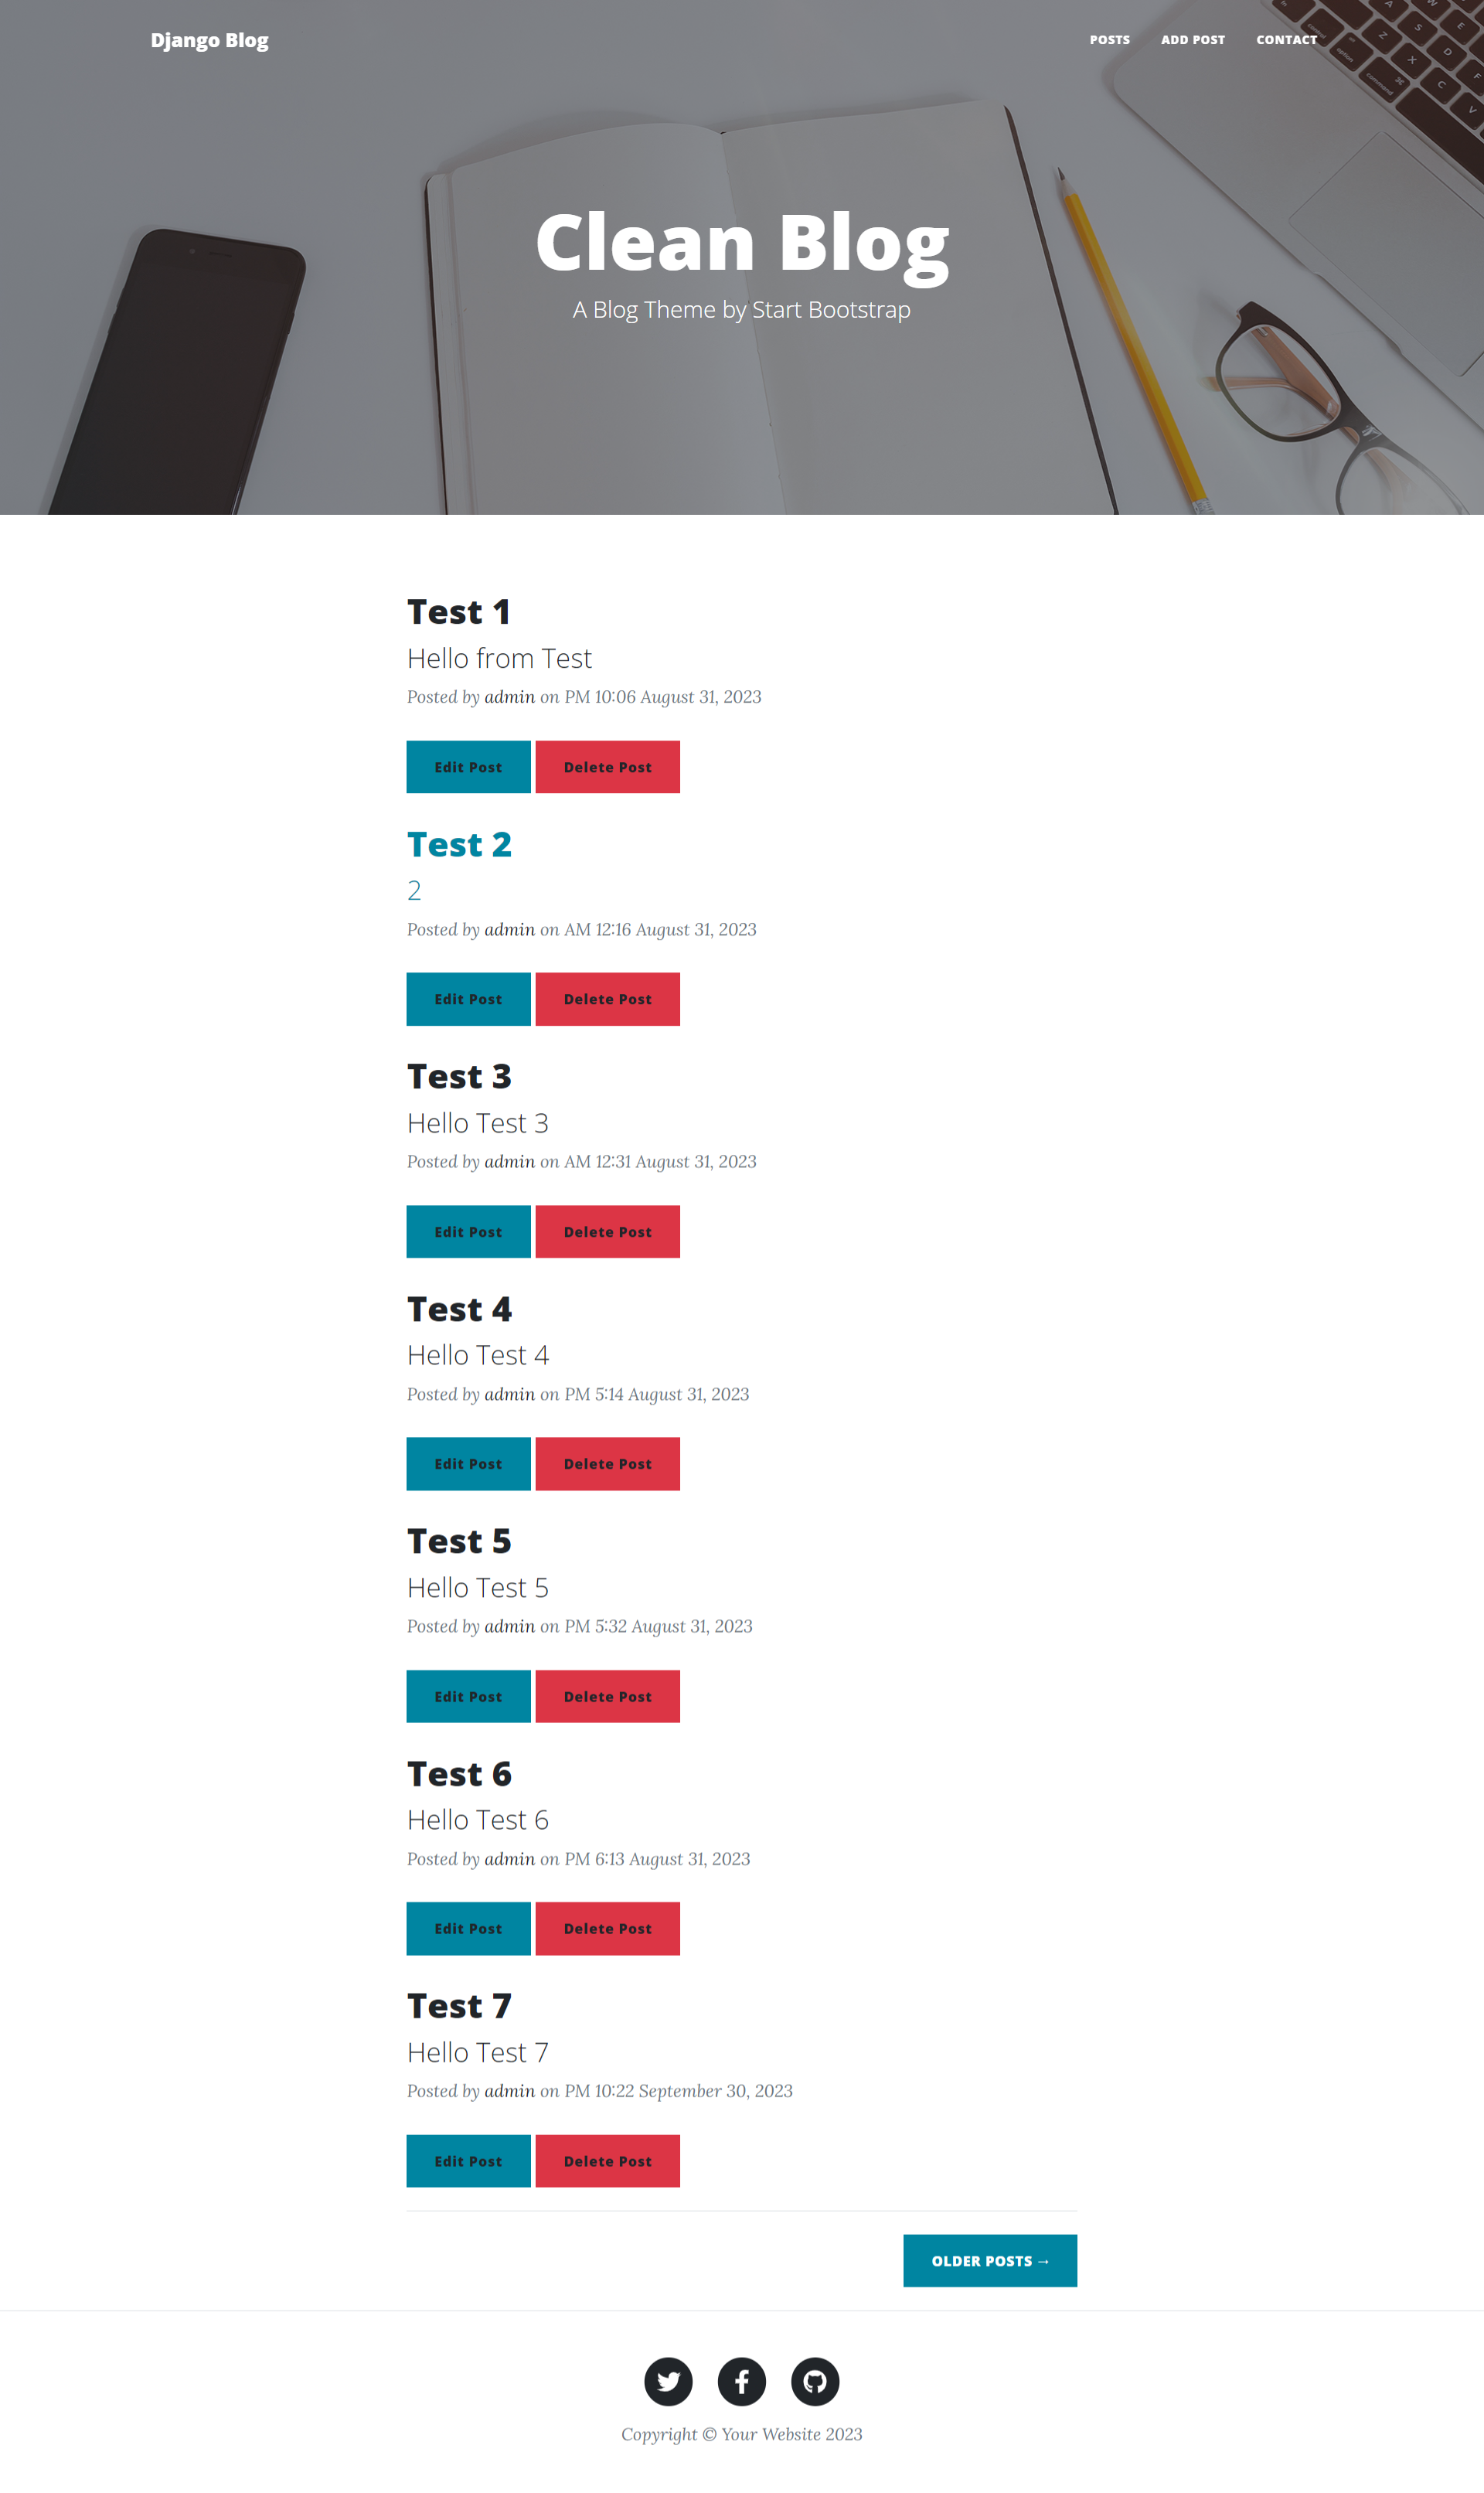 Django Blog
POSTS
ADD POST
CONTACT
Clean Blog
A Blog Theme by Start Bootstrap
Test 1
Hello from Test
Posted by admin on PM 10:06 August 31, 2023
Edit Post
Delete Post
Test 2
2
Posted by admin on AM 12:16 August 31, 2023
Edit Post
Delete Post
Test 3
Hello Test 3
Posted by admin on AM 12:31 August 31, 2023
Edit Post
Delete Post
Test 4
Hello Test 4
Posted by admin on PM 5:14 August 31, 2023
Edit Post
Delete Post
Test 5
Hello Test 5
Posted by admin on PM 5:32 August 31, 2023
Edit Post
Delete Post
Test 6
Hello Test 6
Posted by admin on PM 6:13 August 31, 2023
Edit Post
Delete Post
Test 7
Hello Test 7
Posted by admin on PM 10:22 September 30, 2023
Edit Post
Delete Post
OLDER POSTS →
Copyright © Your Website 2023